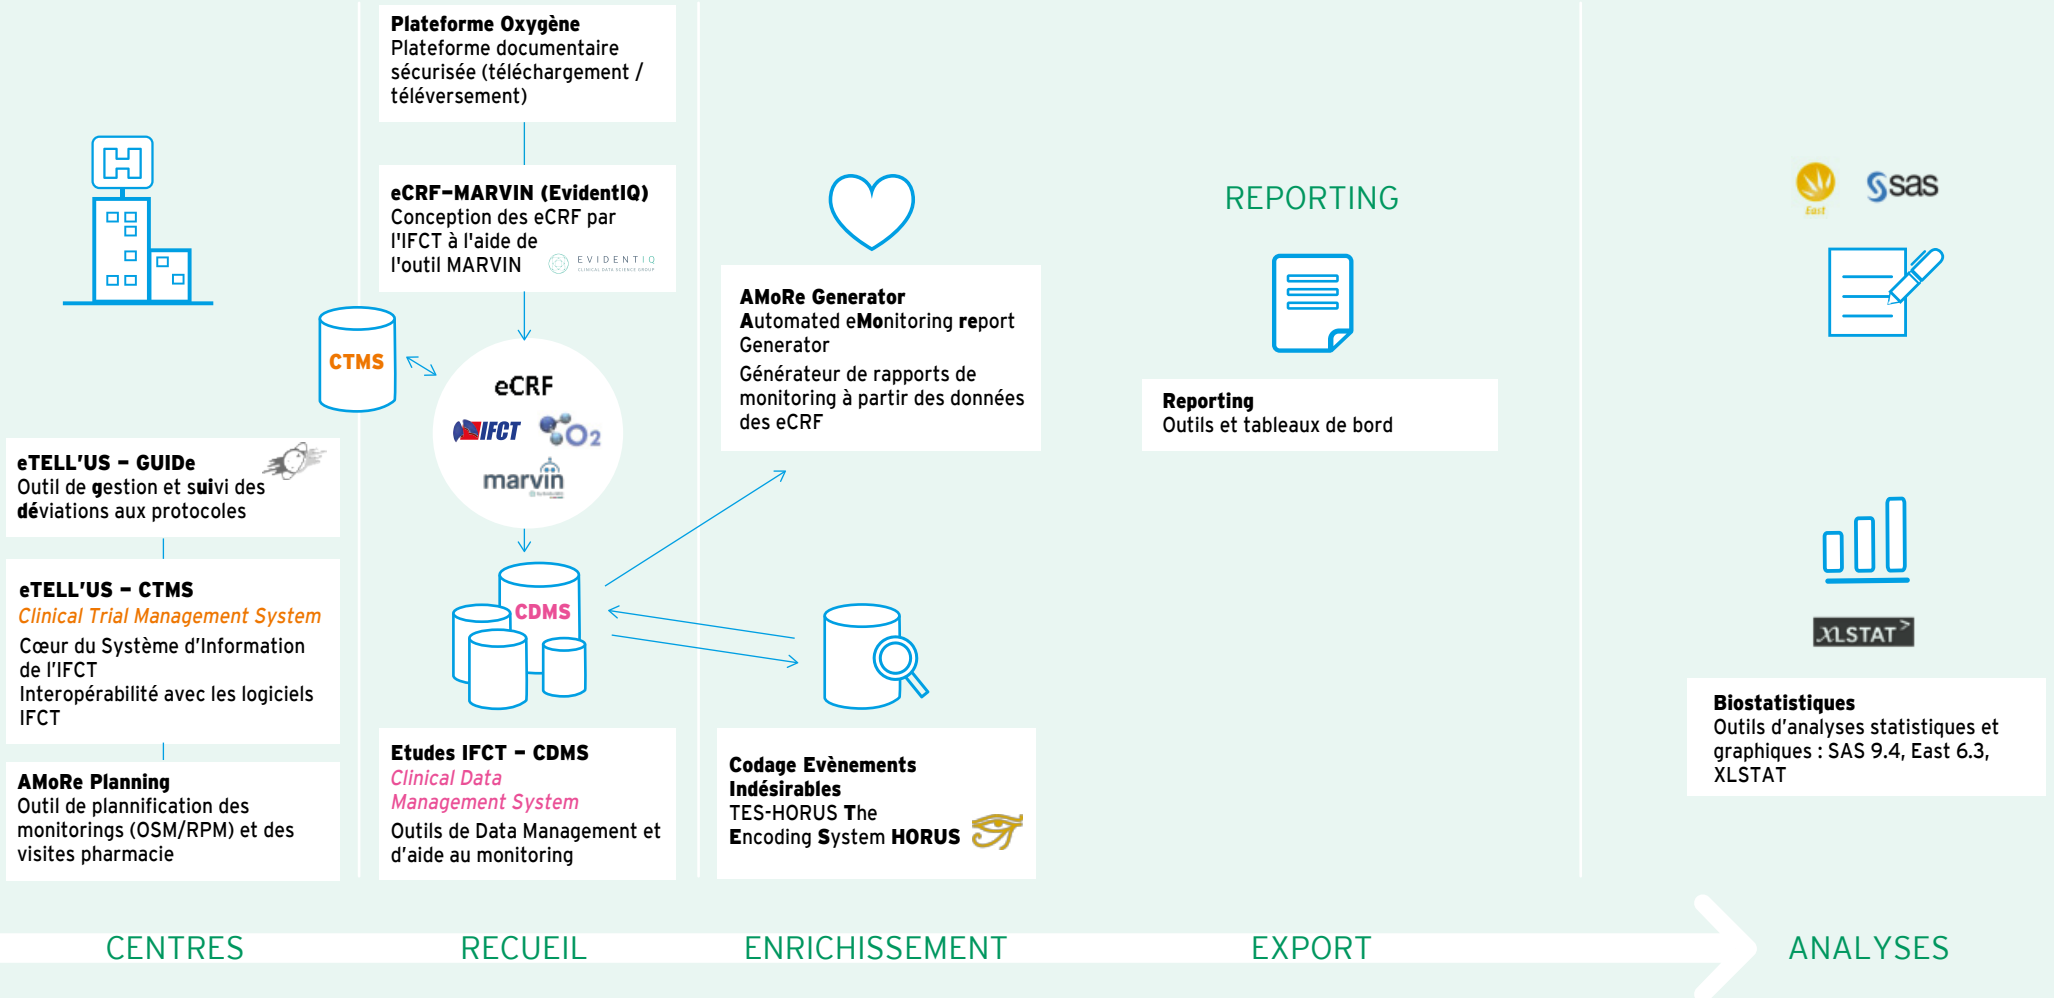 Plateforme Oxygène
Plateforme documentaire
sécurisée (téléchargement /
téléversement)
eCRF–MARVIN (EvidentIQ)
Conception des eCRF par
l'IFCT à l'aide de
l'outil MARVIN
EVIDENTIQ
CLINICAL DATA SCIENCE GROUP
H
CTMS
eCRF
IFCT
O2
marvin
eTELL'US – GUIDe
Outil de gestion et suivi des
déviations aux protocoles
eTELL'US – CTMS
Clinical Trial Management System
Cœur du Système d'Information
de l'IFCT
Interopérabilité avec les logiciels
IFCT
AMoRe Planning
Outil de plannification des
monitorings (OSM/RPM) et des
visites pharmacie
CDMS
Etudes IFCT – CDMS
Clinical Data
Management System
Outils de Data Management et
d'aide au monitoring
AMoRe Generator
Automated eMonitoring report
Generator
Générateur de rapports de
monitoring à partir des données
des eCRF
Codage Evènements
Indésirables
TES-HORUS The
Encoding System HORUS
REPORTING
Reporting
Outils et tableaux de bord
East
sas
XLSTAT
Biostatistiques
Outils d'analyses statistiques et
graphiques : SAS 9.4, East 6.3,
XLSTAT
CENTRES
RECUEIL
ENRICHISSEMENT
EXPORT
ANALYSES